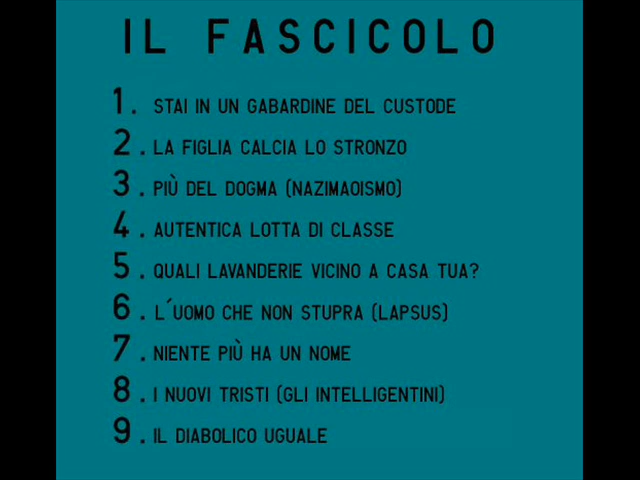 IL FASCICOLO
1. STAI IN UN GABARDINE DEL CUSTODE
2. LA FIGLIA CALCIA LO STRONZO
3. PIÙ DEL DOGMA (NAZIMAOISMO)
4. AUTENTICA LOTTA DI CLASSE
5. QUALI LAVANDERIE VICINO A CASA TUA?
6. L´UOMO CHE NON STUPRA (LAPSUS)
7. NIENTE PIÙ HA UN NOME
8. I NUOVI TRISTI (GLI INTELLIGENTINI)
9. IL DIABOLICO UGUALE